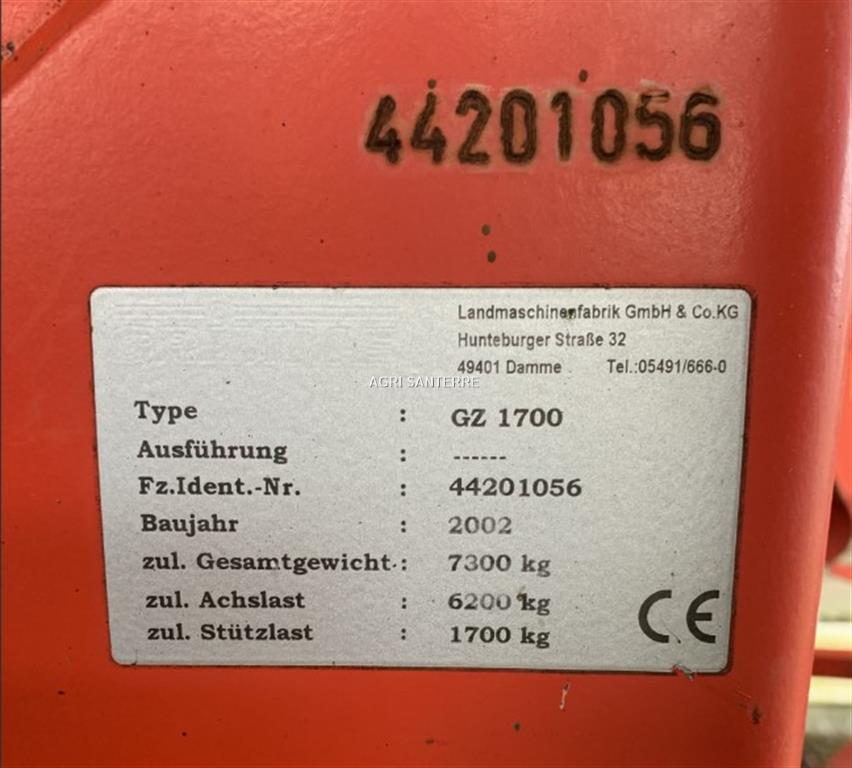 44201056
Landmaschinenfabrik GmbH & Co.KG
Hunteburger Straße 32
49401 Damme Tel.:05491/666-0
AGRI SANTERRE
Type : GZ 1700
Ausführung : ------
Fz.Ident.-Nr. : 44201056
Baujahr : 2002
zul. Gesamtgewicht.: 7300 kg
zul. Achslast : 6200 kg
zul. Stützlast : 1700 kg
CE